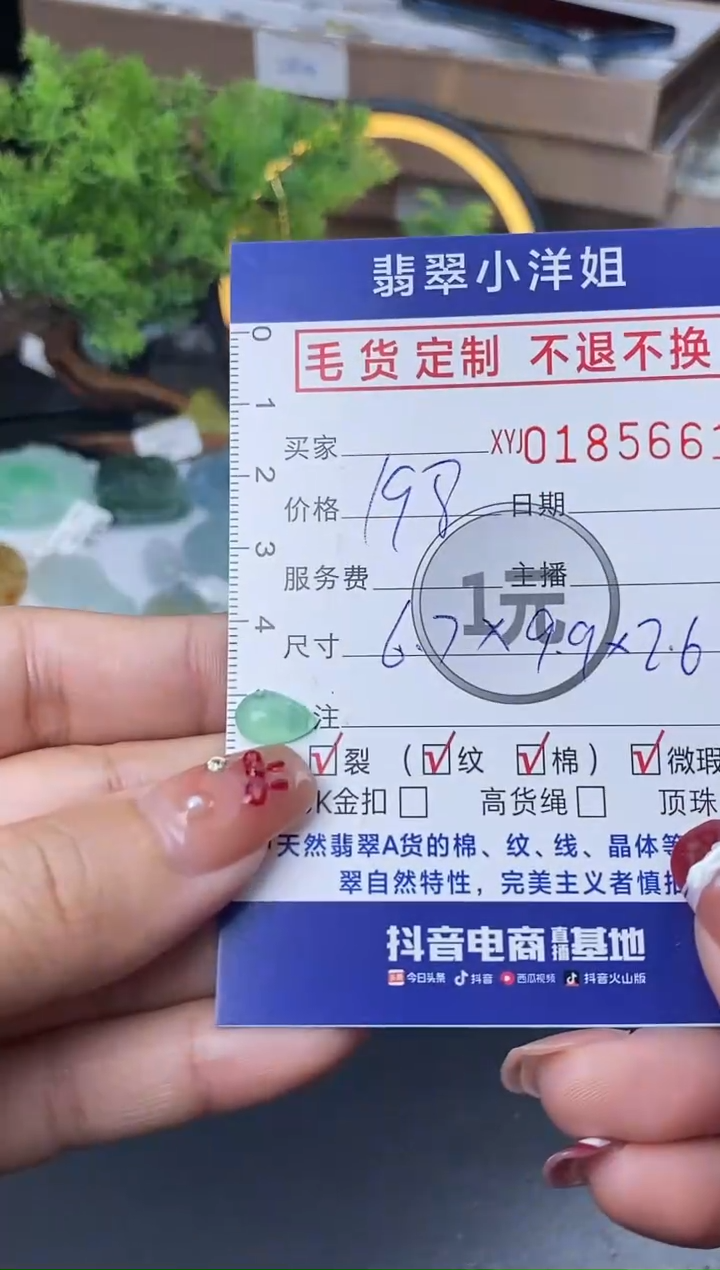 翡翠小洋姐
毛货定制 不退不换
0
1
2
3
4
买家 XYJ0185661
价格 198 日期
服务费 主播
1元
尺寸 6.7×9.9×2.6
注
裂 (纹 棉) 微瑕
K金扣 高货绳 顶珠
天然翡翠A货的棉、纹、线、晶体等
翠自然特性，完美主义者慎拍
抖音电商直播基地
今日头条 抖音 西瓜视频 抖音火山版